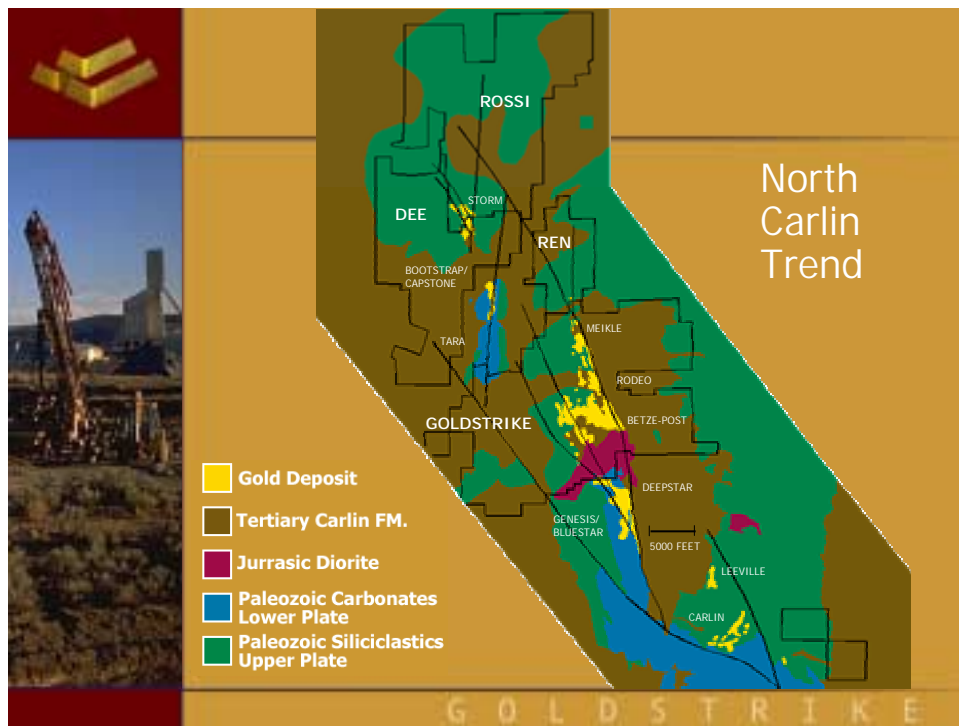 North
Carlin
Trend
ROSSI
STORM
DEE
REN
BOOTSTRAP/
CAPSTONE
MEIKLE
TARA
RODEO
GOLDSTRIKE
BETZE-POST
DEEPSTAR
GENESIS/
BLUESTAR
5000 FEET
LEEVILLE
CARLIN
Gold Deposit
Tertiary Carlin FM.
Jurrasic Diorite
Paleozoic Carbonates
Lower Plate
Paleozoic Siliciclastics
Upper Plate
GOLDSTRIKE